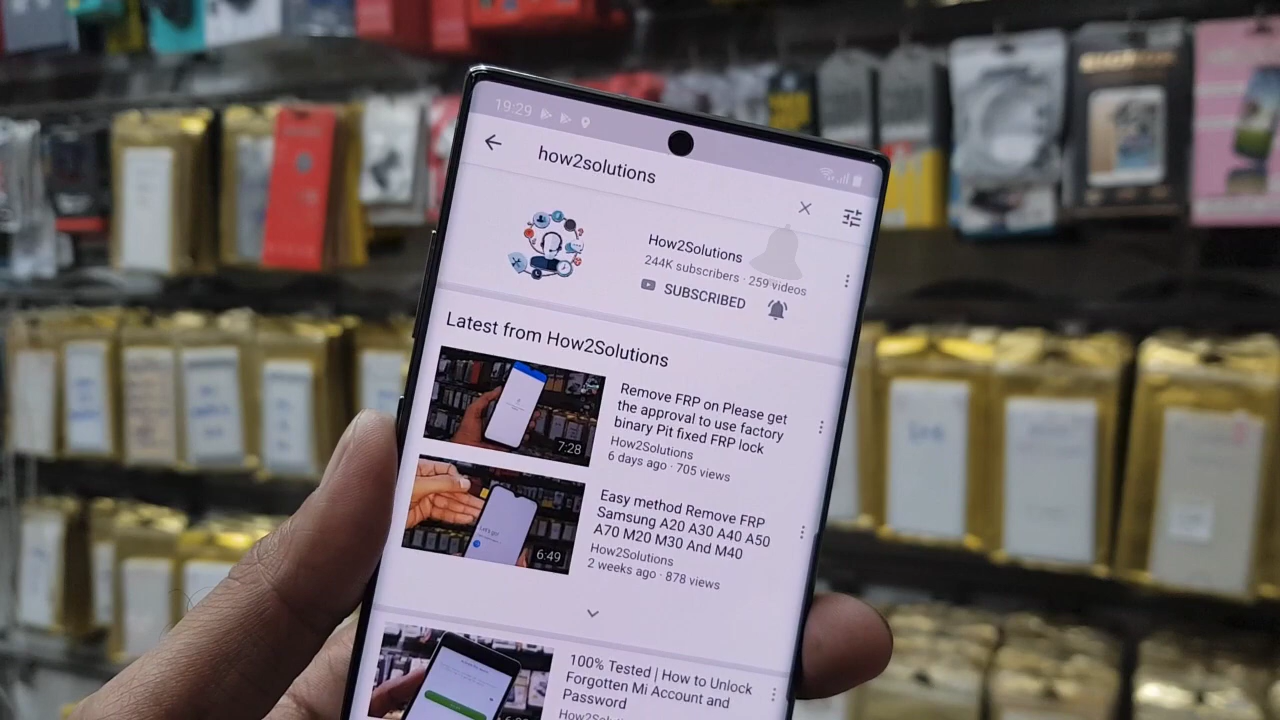 19:29
how2solutions
How2Solutions
244K subscribers · 259 videos
SUBSCRIBED
Latest from How2Solutions
7:28
Remove FRP on Please get
the approval to use factory
binary Pit fixed FRP lock
How2Solutions
6 days ago · 705 views
6:49
Easy method Remove FRP
Samsung A20 A30 A40 A50
A70 M20 M30 And M40
How2Solutions
2 weeks ago · 878 views
100% Tested | How to Unlock
Forgotten Mi Account and
Password